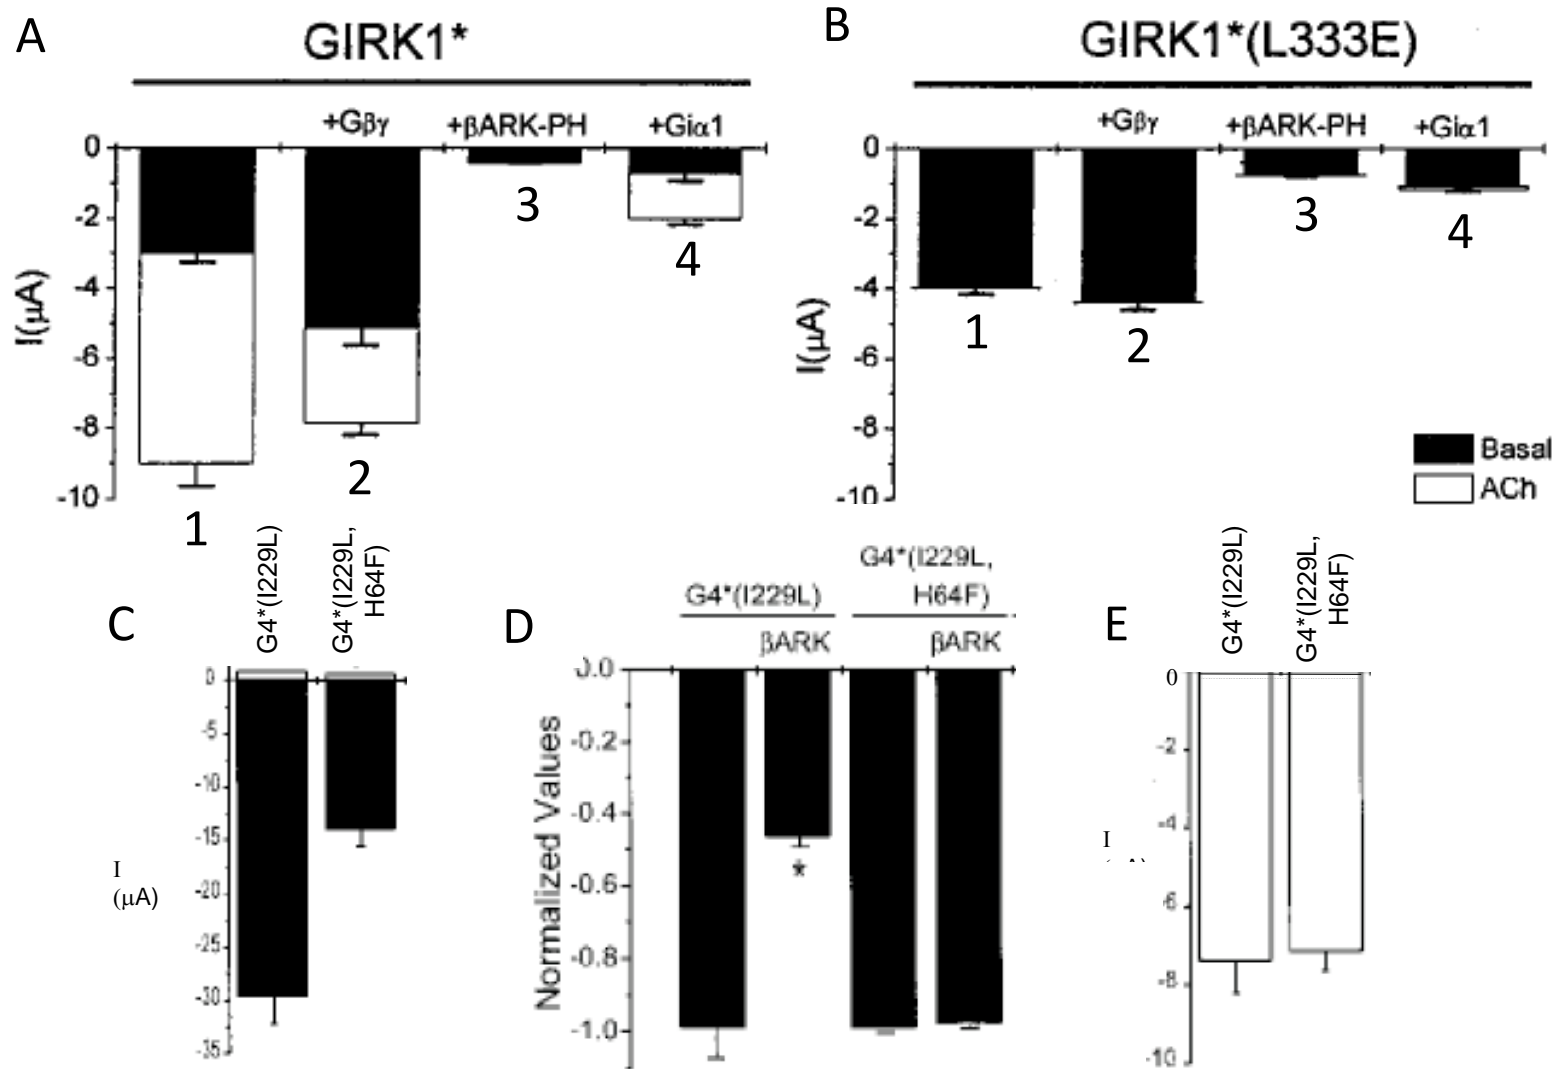 A
GIRK1*
+Gβγ
+βARK-PH
+Giα1
0
-2
-4
-6
-8
-10
I(μA)
1
2
3
4
B
GIRK1*(L333E)
+Gβγ
+βARK-PH
+Giα1
0
-2
-4
-6
-8
-10
I(μA)
1
2
3
4
Basal
ACh
C
G4*(I229L)
G4*(I229L,
H64F)
0
-5
-10
-15
-20
-25
-30
-35
I
(μA)
D
G4*(I229L)
G4*(I229L,
H64F)
βARK
βARK
0.0
-0.2
-0.4
-0.6
-0.8
-1.0
Normalized Values
*
E
G4*(I229L)
G4*(I229L,
H64F)
0
-2
-4
-6
-8
-10
I